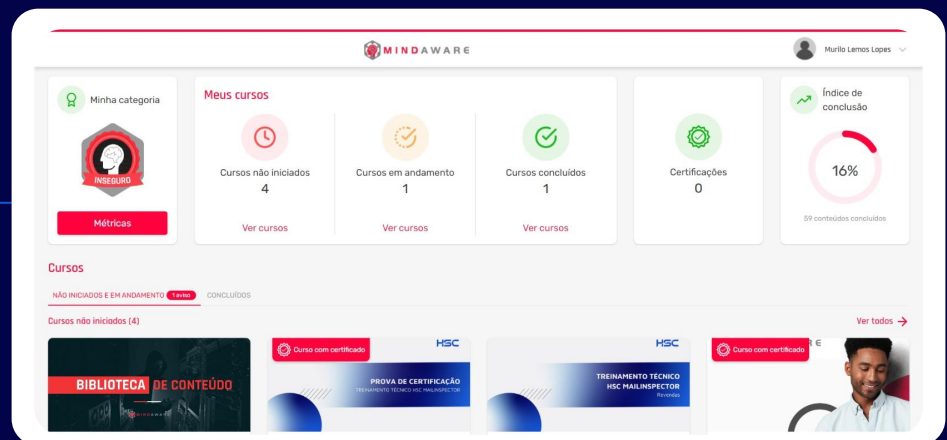 MINDAWARE
Murilo Lemos Lopes
Minha categoria
INSEGURO
Métricas
Meus cursos
Cursos não iniciados
4
Ver cursos
Cursos em andamento
1
Ver cursos
Cursos concluídos
1
Ver cursos
Certificações
0
Índice de
conclusão
16%
59 conteúdos concluídos
Cursos
NÃO INICIADOS E EM ANDAMENTO 1 aviso CONCLUÍDOS
Cursos não iniciados (4)
Ver todos
BIBLIOTECA DE CONTEÚDO
MINDAWARE
Curso com certificado
HSC
PROVA DE CERTIFICAÇÃO
TREINAMENTO TÉCNICO HSC MAILINSPECTOR
HSC
TREINAMENTO TÉCNICO
HSC MAILINSPECTOR
Revendas
Curso com certificado